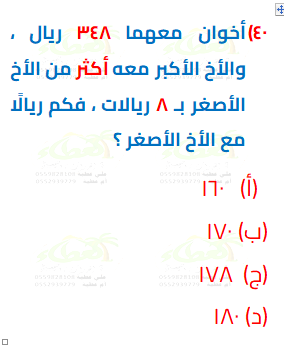 ٤٠) أخوان معهما ٣٤٨ ريال ،
والأخ الأكبر معه أكثر من الأخ
الأصغر بـ ٨ ريالات ، فكم ريالًا
مع الأخ الأصغر ؟
(أ) ١٦٠
(ب) ١٧٠
(ج) ١٧٨
(د) ١٨٠